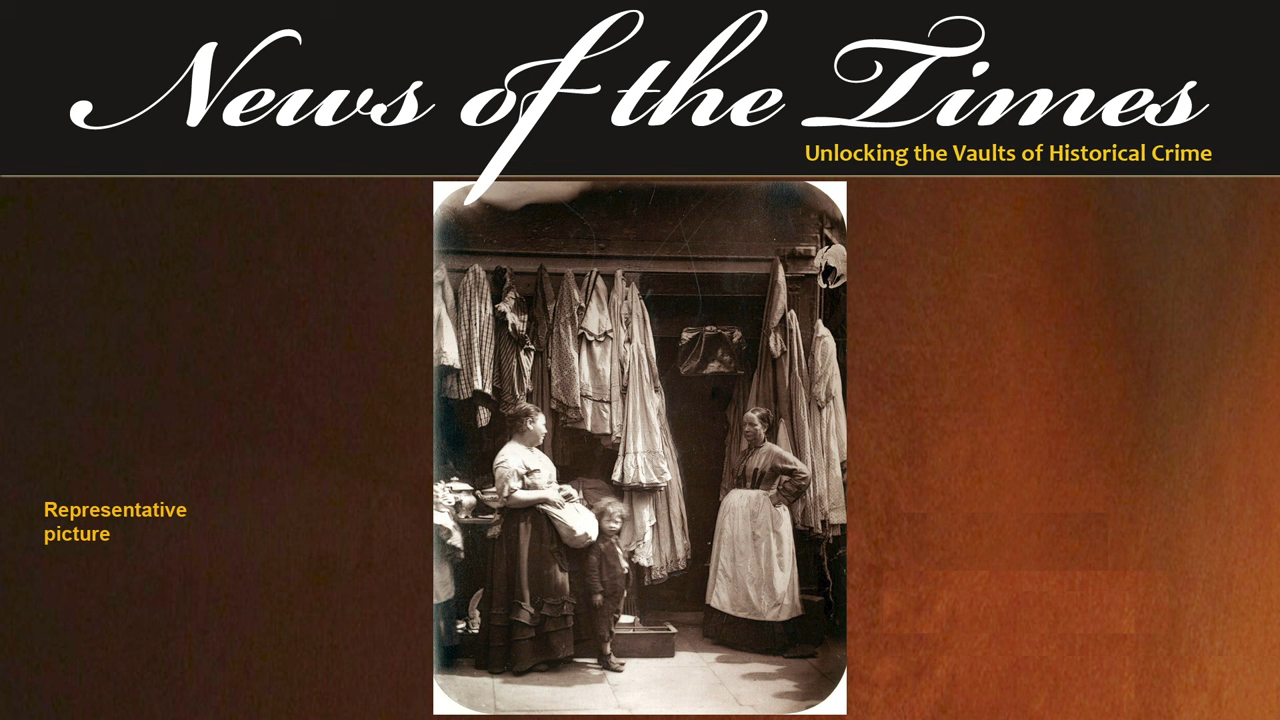 News of the Times
Unlocking the Vaults of Historical Crime
Representative
picture